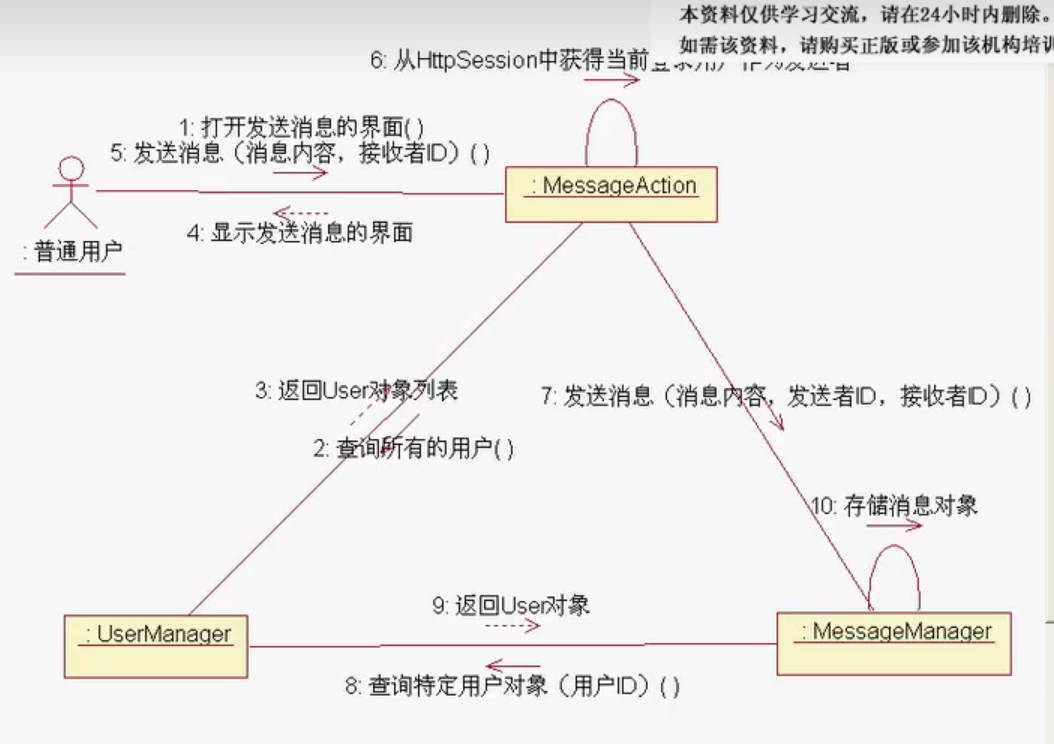 本资料仅供学习交流，请在24小时内删除。
如需该资料，请购买正版或参加该机构培训
6: 从HttpSession中获得当前
1: 打开发送消息的界面( )
5: 发送消息（消息内容，接收者ID）( )
: MessageAction
4: 显示发送消息的界面
: 普通用户
3: 返回User对象列表
7: 发送消息（消息内容，发送者ID，接收者ID）( )
2: 查询所有的用户( )
10: 存储消息对象
9: 返回User对象
: UserManager
: MessageManager
8: 查询特定用户对象（用户ID）( )